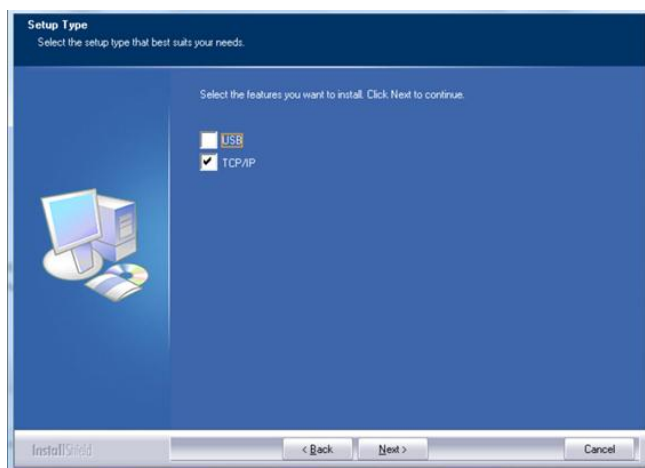 Setup Type
Select the setup type that best suits your needs.
Select the features you want to install. Click Next to continue.
USB
TCP/IP
InstallShield
< Back
Next >
Cancel